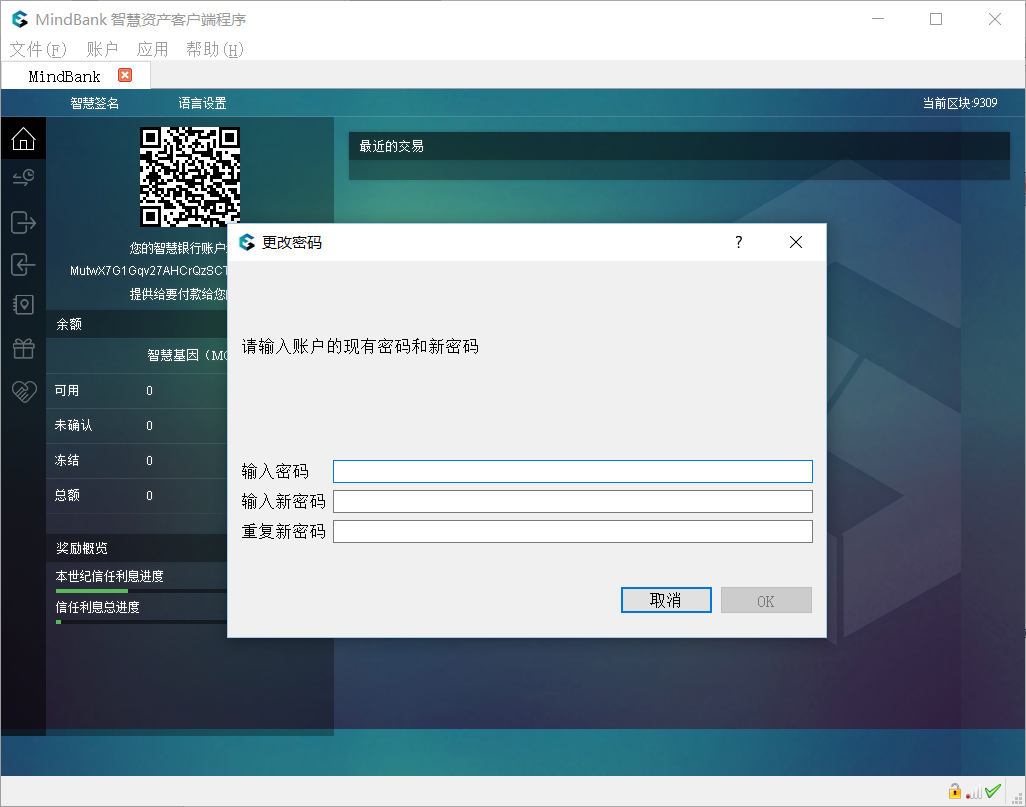 MindBank 智慧资产客户端程序
文件(F) 账户 应用 帮助(H)
MindBank
智慧签名 语言设置 当前区块:9309
最近的交易
更改密码 ?
您的智慧银行账户
MutwX7G1Gqv27AHCrQzSCT
提供给要付款给您
余额
智慧基因（MG
可用 0
未确认 0
冻结 0
总额 0
奖励概览
本世纪信任利息进度
信任利息总进度
请输入账户的现有密码和新密码
输入密码
输入新密码
重复新密码
取消 OK